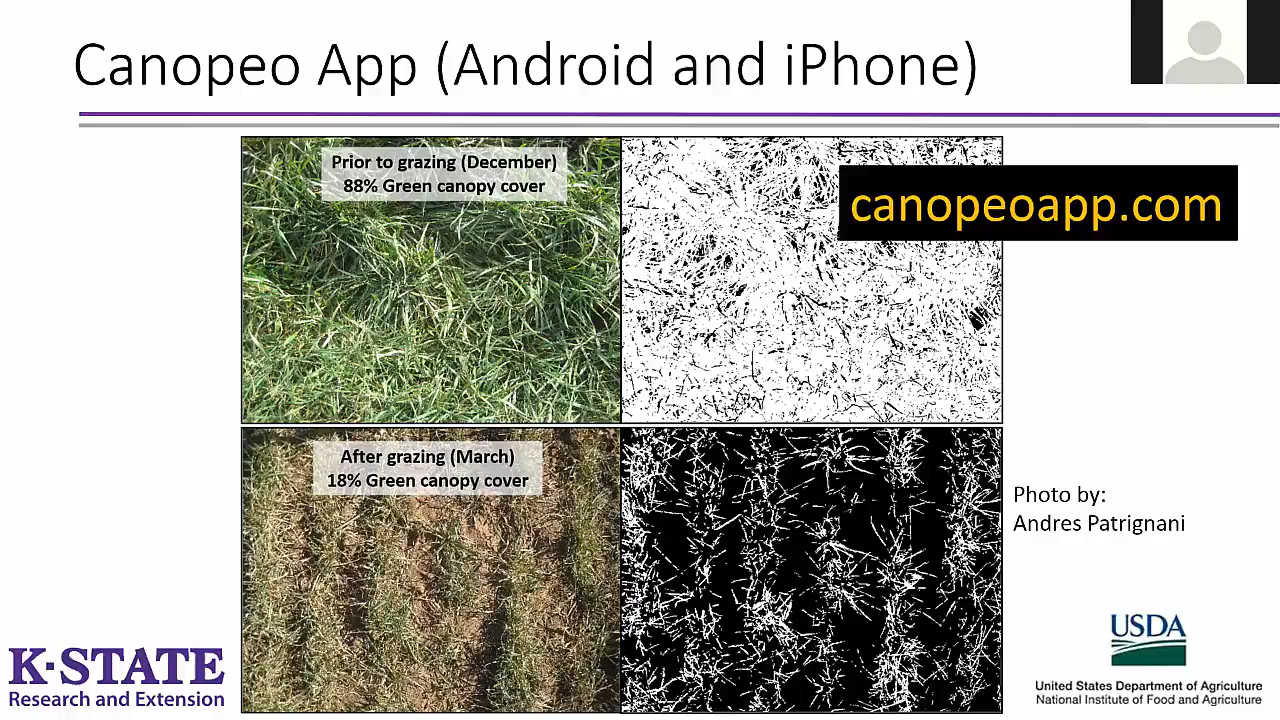 Canopeo App (Android and iPhone)
Prior to grazing (December)
88% Green canopy cover
canopeoapp.com
After grazing (March)
18% Green canopy cover
Photo by:
Andres Patrignani
K-STATE
Research and Extension
USDA
United States Department of Agriculture
National Institute of Food and Agriculture